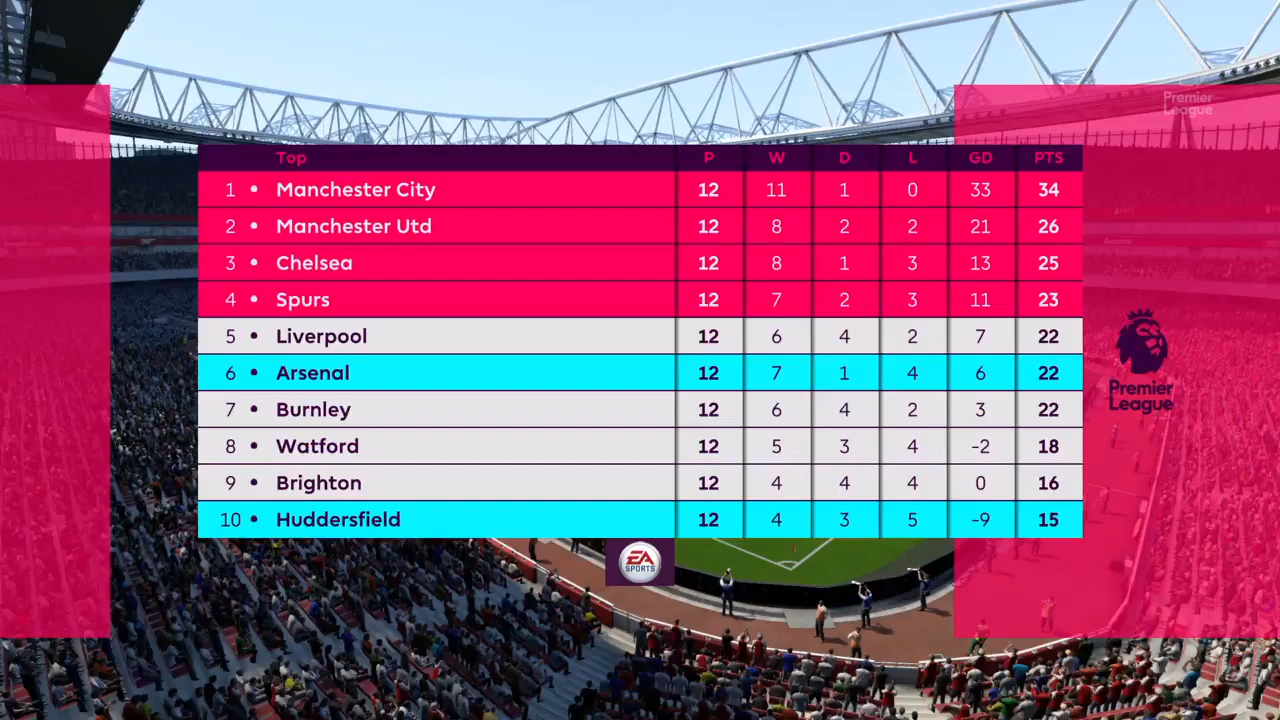 Premier
League
Top P W D L GD PTS
1 • Manchester City 12 11 1 0 33 34
2 • Manchester Utd 12 8 2 2 21 26
3 • Chelsea 12 8 1 3 13 25
4 • Spurs 12 7 2 3 11 23
5 • Liverpool 12 6 4 2 7 22
6 • Arsenal 12 7 1 4 6 22
7 • Burnley 12 6 4 2 3 22
8 • Watford 12 5 3 4 -2 18
9 • Brighton 12 4 4 4 0 16
10 • Huddersfield 12 4 3 5 -9 15
Premier
League
EA
SPORTS